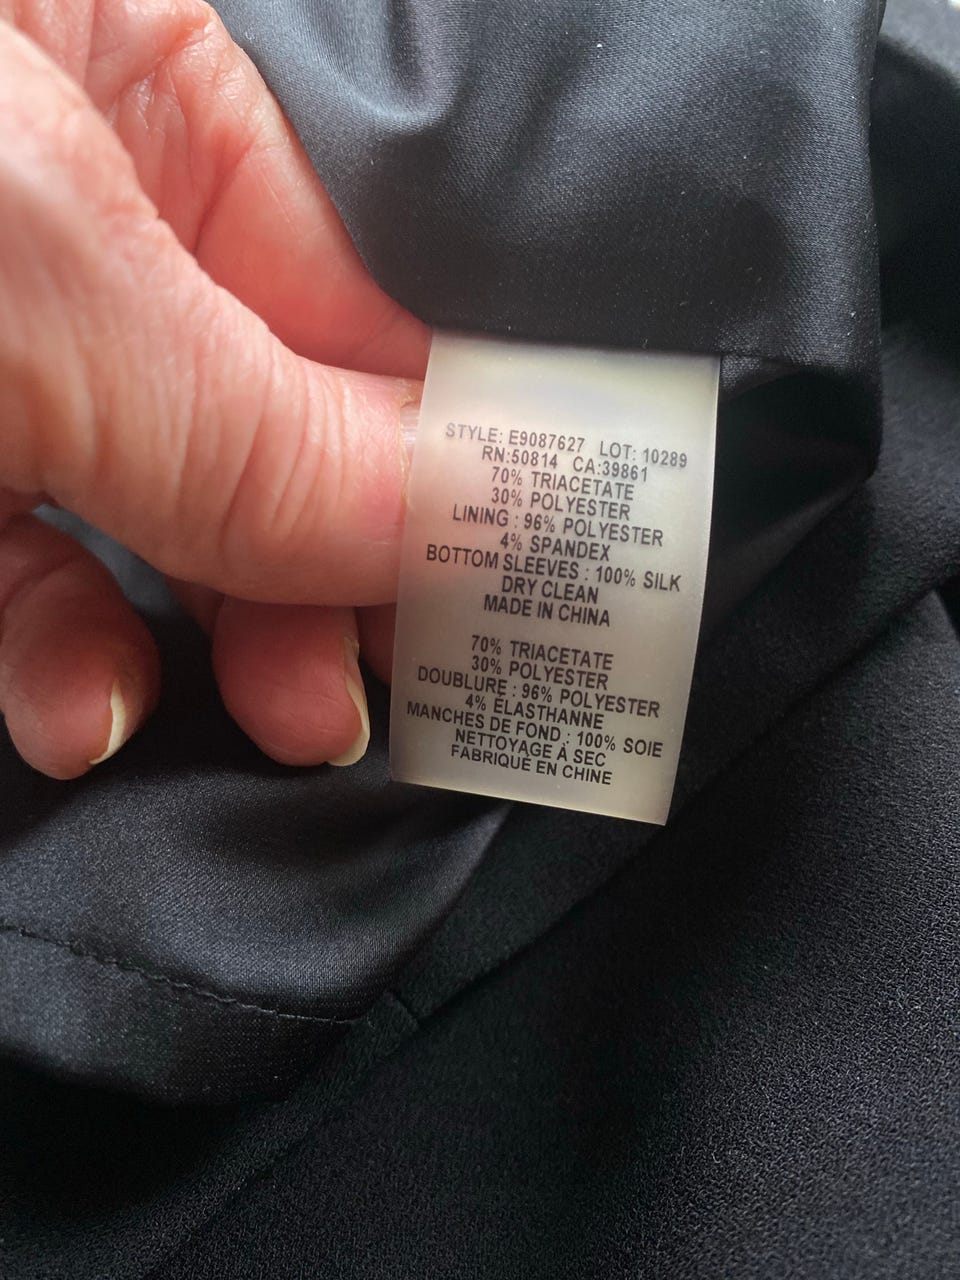 STYLE: E9087627 LOT: 10289
RN:50814 CA:39861
70% TRIACETATE
30% POLYESTER
LINING : 96% POLYESTER
4% SPANDEX
BOTTOM SLEEVES : 100% SILK
DRY CLEAN
MADE IN CHINA
70% TRIACETATE
30% POLYESTER
DOUBLURE : 96% POLYESTER
4% ÉLASTHANNE
MANCHES DE FOND : 100% SOIE
NETTOYAGE À SEC
FABRIQUÉ EN CHINE